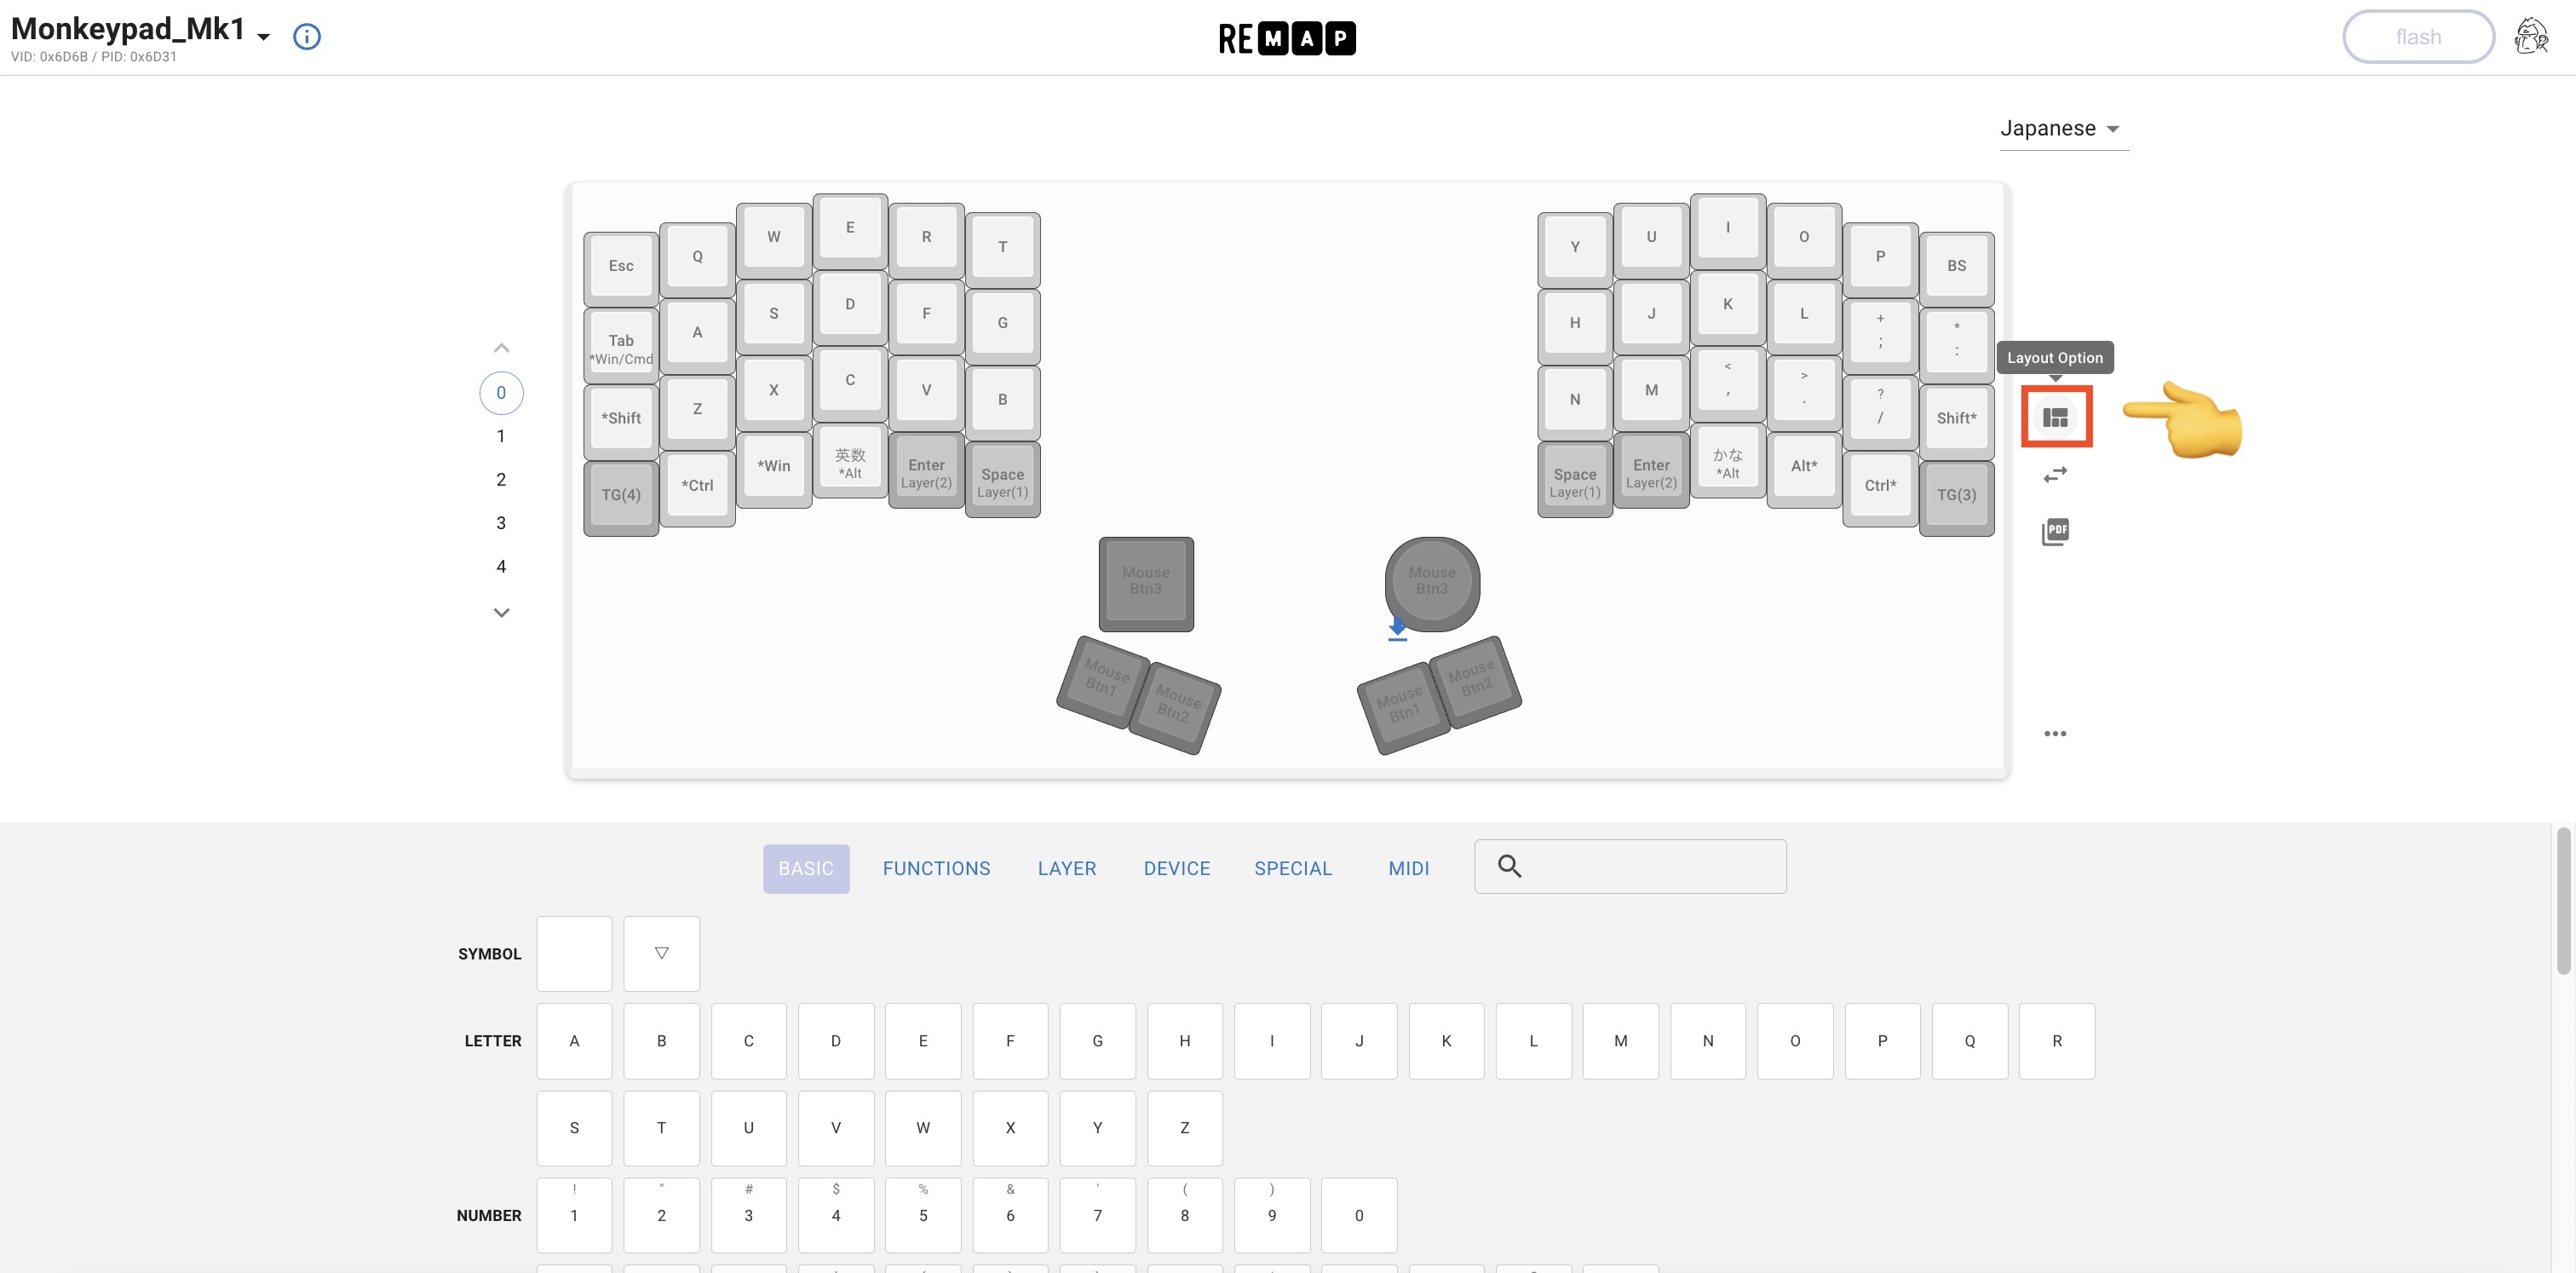 Monkeypad_Mk1
VID: 0x6D6B / PID: 0x6D31
REMAP
flash
Japanese
Esc Q W E R T
Y U I O P BS
Tab *Win/Cmd A S D F G
H J K L + ; * :
*Shift Z X C V B
N M < , > . ? / Shift*
TG(4) *Ctrl *Win 英数 *Alt Enter Layer(2) Space Layer(1)
Space Layer(1) Enter Layer(2) かな *Alt Alt* Ctrl* TG(3)
Layout Option
0
1
2
3
4
PDF
Mouse Btn3
Mouse Btn3
Mouse Btn1
Mouse Btn2
Mouse Btn1
Mouse Btn2
BASIC FUNCTIONS LAYER DEVICE SPECIAL MIDI
SYMBOL ▽
LETTER A B C D E F G H I J K L M N O P Q R
S T U V W X Y Z
! " # $ % & ' ( )
NUMBER 1 2 3 4 5 6 7 8 9 0